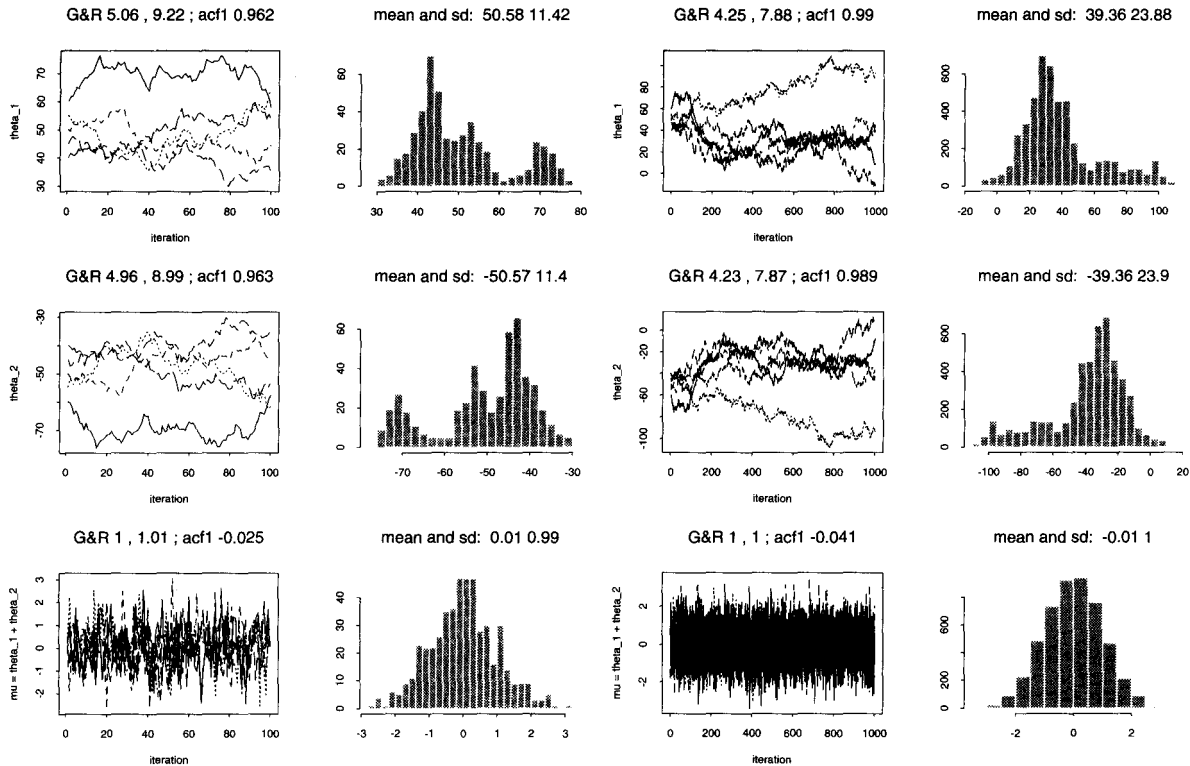 G&R 5.06 , 9.22 ; acf1 0.962
mean and sd: 50.58 11.42
G&R 4.25 , 7.88 ; acf1 0.99
mean and sd: 39.36 23.88
theta_1
30 40 50 60 70
0 20 40 60 80 100
iteration
0 20 40 60 80
30 40 50 60 70 80
theta_1
0 20 40 60 80
0 200 400 600 800 1000
iteration
0 200 400 600
-20 0 20 40 60 80 100
G&R 4.96 , 8.99 ; acf1 0.963
mean and sd: -50.57 11.4
G&R 4.23 , 7.87 ; acf1 0.989
mean and sd: -39.36 23.9
theta_2
-70 -50 -30
0 20 40 60 80 100
iteration
0 20 40 60
-70 -60 -50 -40 -30
theta_2
-100 -60 -20 0
0 200 400 600 800 1000
iteration
0 200 400 600
-100 -80 -60 -40 -20 0 20
G&R 1 , 1.01 ; acf1 -0.025
mean and sd: 0.01 0.99
G&R 1 , 1 ; acf1 -0.041
mean and sd: -0.01 1
mu = theta_1 + theta_2
-2 -1 0 1 2 3
0 20 40 60 80 100
iteration
0 10 20 30 40
-3 -2 -1 0 1 2 3
mu = theta_1 + theta_2
-2 0 2
0 200 400 600 800 1000
iteration
0 200 400 600
-2 0 2